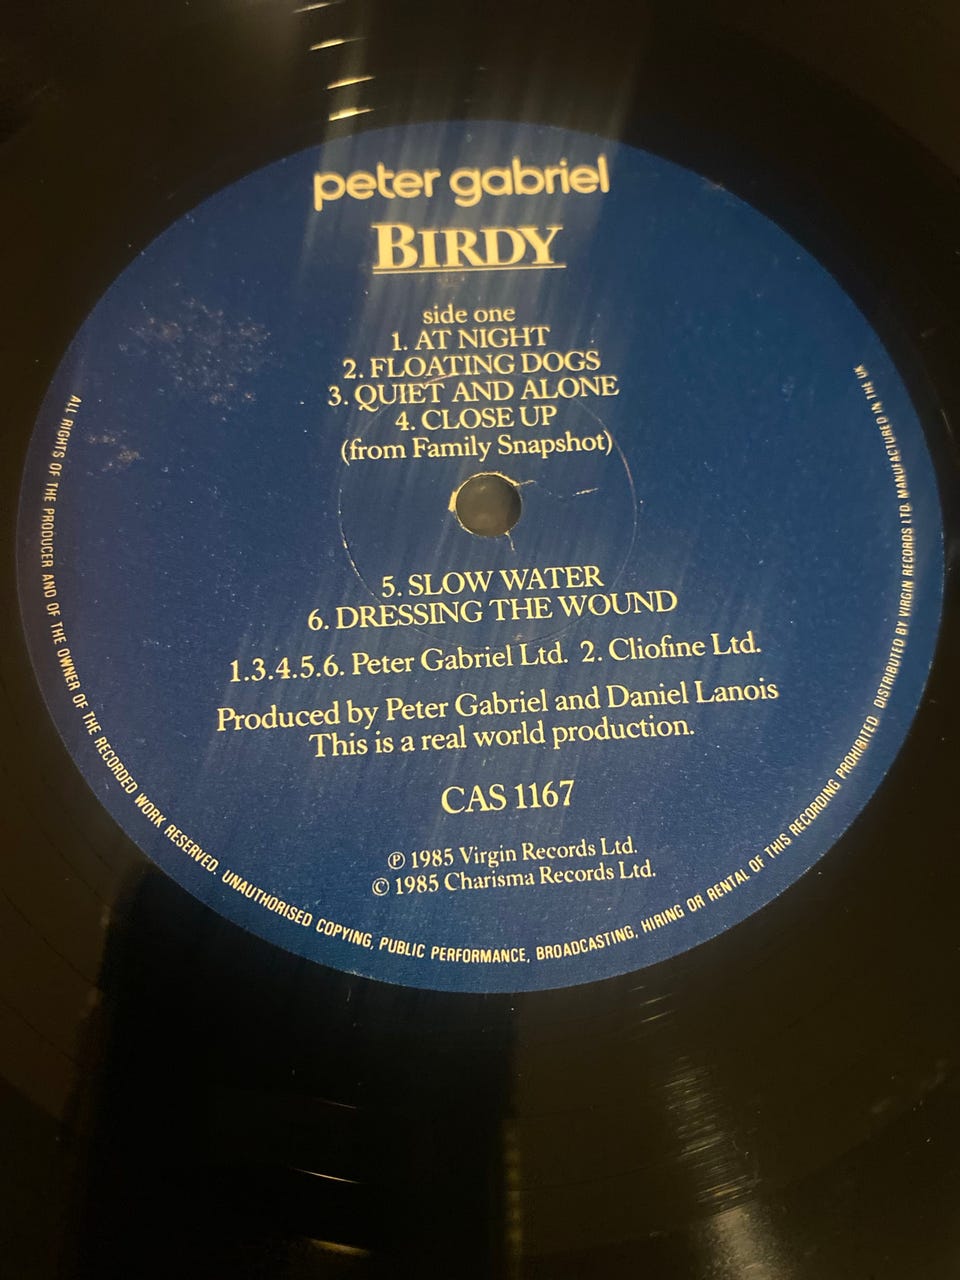 peter gabriel
BIRDY
side one
1. AT NIGHT
2. FLOATING DOGS
3. QUIET AND ALONE
4. CLOSE UP
(from Family Snapshot)
5. SLOW WATER
6. DRESSING THE WOUND
1.3.4.5.6. Peter Gabriel Ltd. 2. Cliofine Ltd.
Produced by Peter Gabriel and Daniel Lanois
This is a real world production.
CAS 1167
℗ 1985 Virgin Records Ltd.
© 1985 Charisma Records Ltd.
ALL RIGHTS OF THE PRODUCER AND OF THE OWNER OF THE RECORDED WORK RESERVED. UNAUTHORISED COPYING, PUBLIC PERFORMANCE, BROADCASTING, HIRING OR RENTAL OF THIS RECORDING PROHIBITED. DISTRIBUTED BY VIRGIN RECORDS LTD. MANUFACTURED IN THE UK